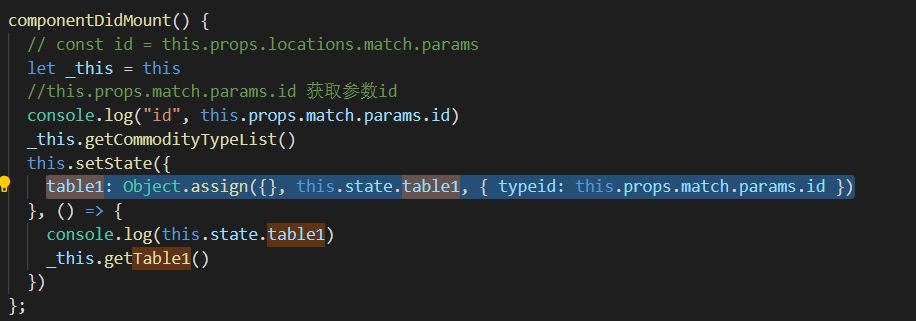 componentDidMount() {
// const id = this.props.locations.match.params
let _this = this
//this.props.match.params.id 获取参数id
console.log("id", this.props.match.params.id)
_this.getCommodityTypeList()
this.setState({
table1: Object.assign({}, this.state.table1, { typeid: this.props.match.params.id })
}, () => {
console.log(this.state.table1)
_this.getTable1()
})
};